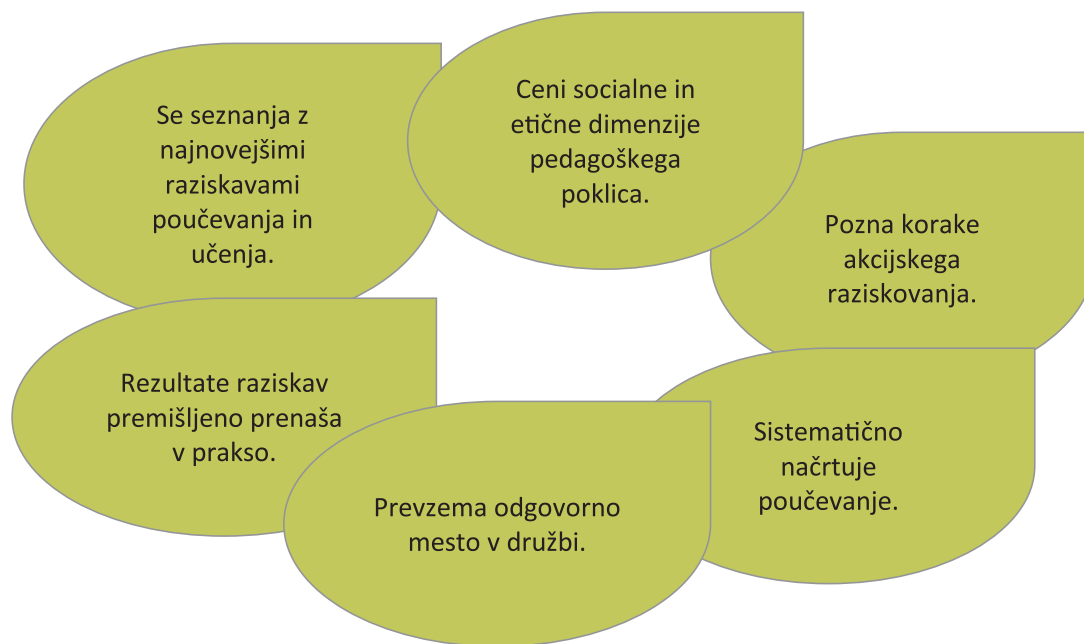 Se seznanja z
najnovejšimi
raziskavami
poučevanja in
učenja.
Ceni socialne in
etične dimenzije
pedagoškega
poklica.
Pozna korake
akcijskega
raziskovanja.
Rezultate raziskav
premišljeno prenaša
v prakso.
Prevzema odgovorno
mesto v družbi.
Sistematično
načrtuje
poučevanje.